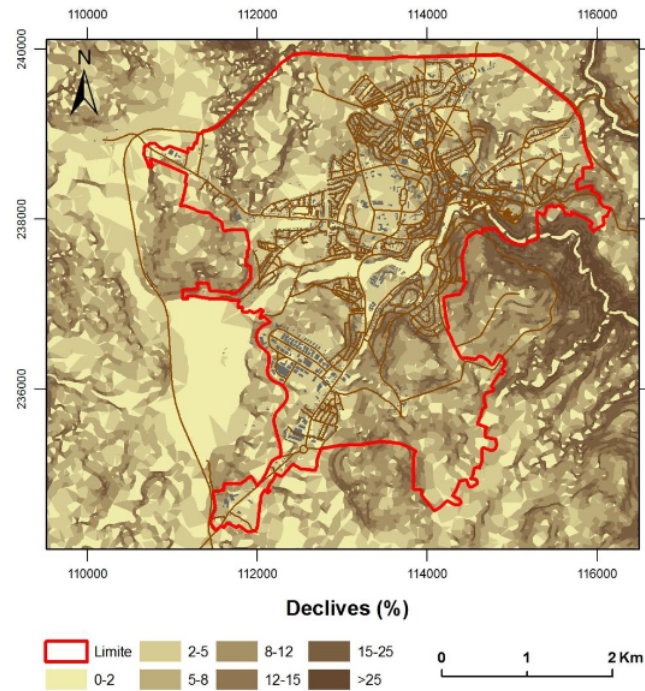 110000 112000 114000 116000
240000
N
238000
236000
110000 112000 114000 116000
Declives (%)
Limite 2-5 8-12 15-25
0-2 5-8 12-15 >25
0 1 2 Km